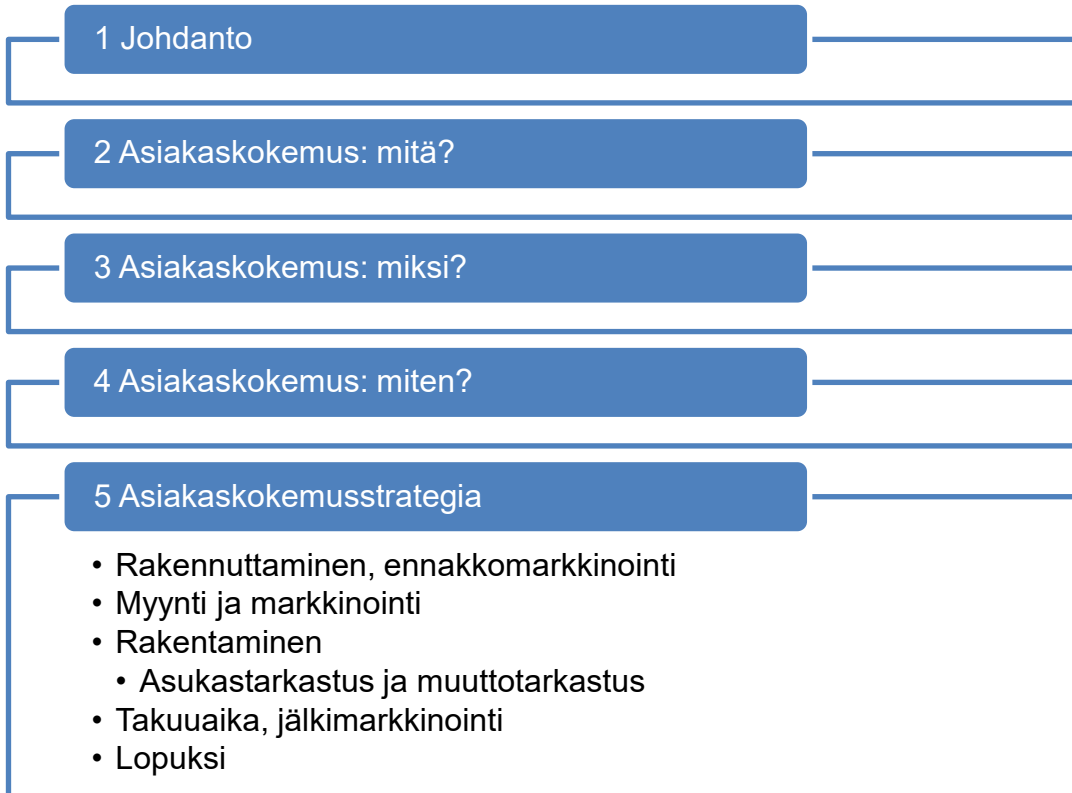 1 Johdanto
2 Asiakaskokemus: mitä?
3 Asiakaskokemus: miksi?
4 Asiakaskokemus: miten?
5 Asiakaskokemusstrategia
• Rakennuttaminen, ennakkomarkkinointi
• Myynti ja markkinointi
• Rakentaminen
• Asukastarkastus ja muuttotarkastus
• Takuuaika, jälkimarkkinointi
• Lopuksi